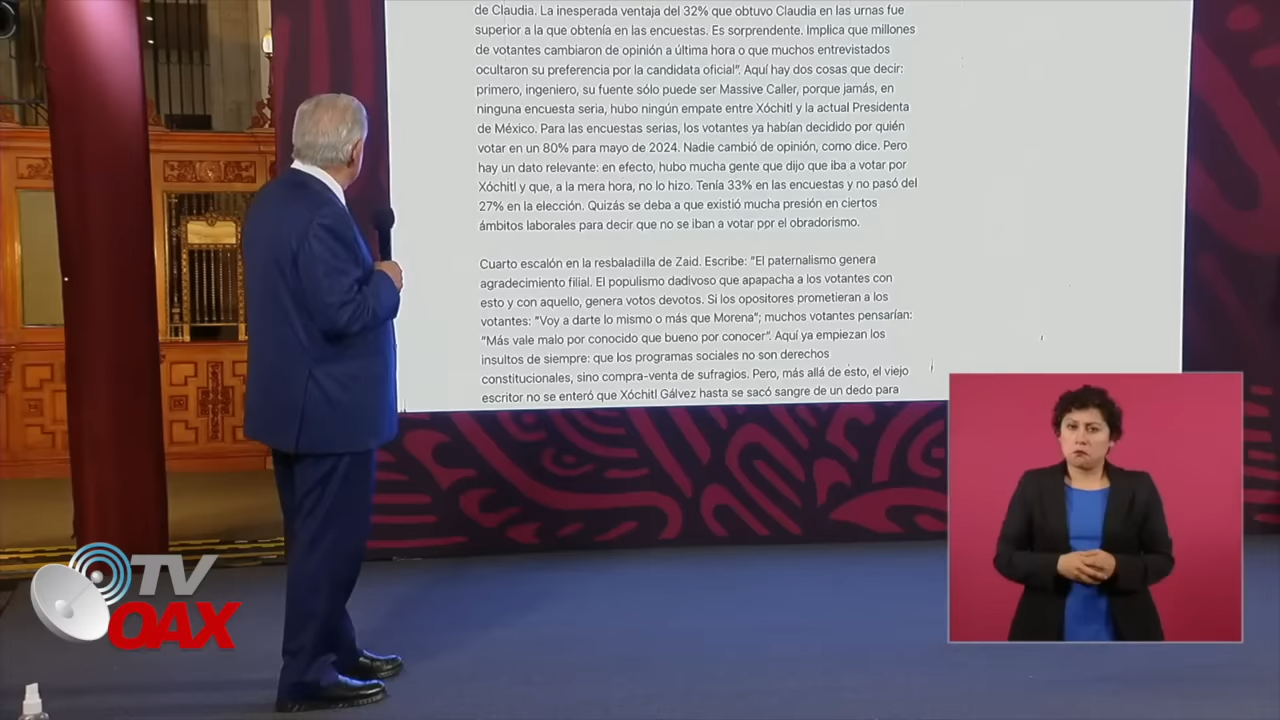 de Claudia. La inesperada ventaja del 32% que obtuvo Claudia en las urnas fue
superior a la que obtenía en las encuestas. Es sorprendente. Implica que millones
de votantes cambiaron de opinión a última hora o que muchos entrevistados
ocultaron su preferencia por la candidata oficial”. Aquí hay dos cosas que decir:
primero, ingeniero, su fuente sólo puede ser Massive Caller, porque jamás, en
ninguna encuesta seria, hubo ningún empate entre Xóchitl y la actual Presidenta
de México. Para las encuestas serias, los votantes ya habían decidido por quién
votar en un 80% para mayo de 2024. Nadie cambió de opinión, como dice. Pero
hay un dato relevante: en efecto, hubo mucha gente que dijo que iba a votar por
Xóchitl y que, a la mera hora, no lo hizo. Tenía 33% en las encuestas y no pasó del
27% en la elección. Quizás se deba a que existió mucha presión en ciertos
ámbitos laborales para decir que no se iban a votar por el obradorismo.
Cuarto escalón en la resbaladilla de Zaid. Escribe: “El paternalismo genera
agradecimiento filial. El populismo dadivoso que apapacha a los votantes con
esto y con aquello, genera votos devotos. Si los opositores prometieran a los
votantes: “Voy a darte lo mismo o más que Morena”; muchos votantes pensarían:
“Más vale malo por conocido que bueno por conocer”. Aquí ya empiezan los
insultos de siempre: que los programas sociales no son derechos
constitucionales, sino compra-venta de sufragios. Pero, más allá de esto, el viejo
escritor no se enteró que Xóchitl Gálvez hasta se sacó sangre de un dedo para
TV
OAX